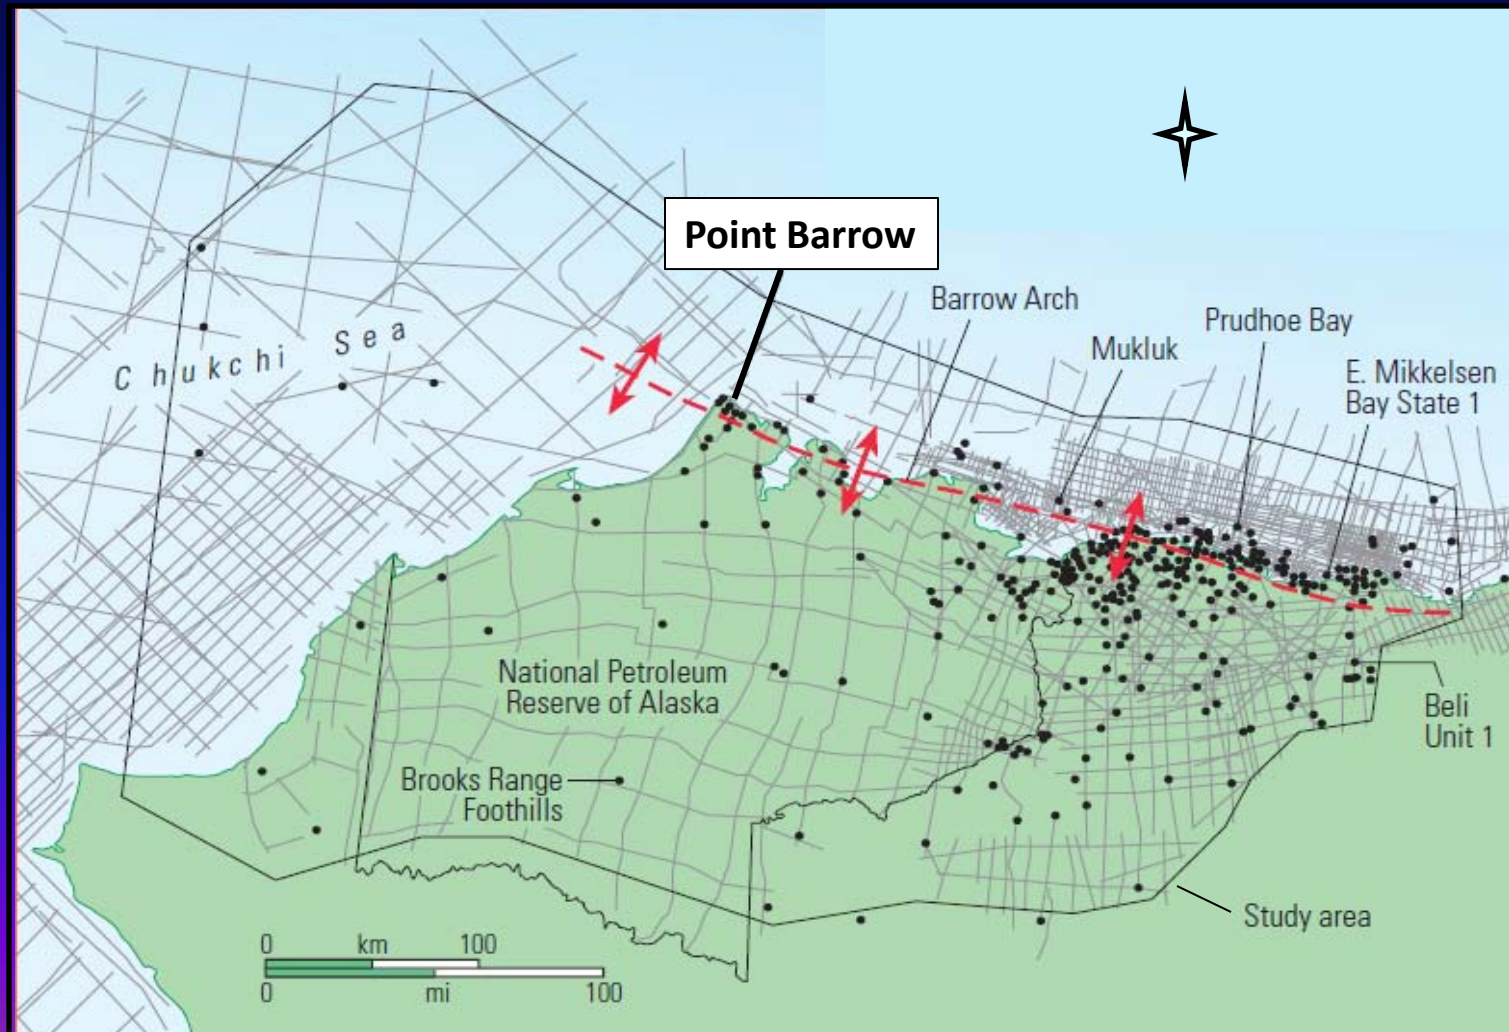 Point Barrow
Barrow Arch
Prudhoe Bay
Mukluk
E. Mikkelsen
Bay State 1
Chukchi Sea
National Petroleum
Reserve of Alaska
Beli
Unit 1
Brooks Range
Foothills
Study area
0 km 100
0 mi 100